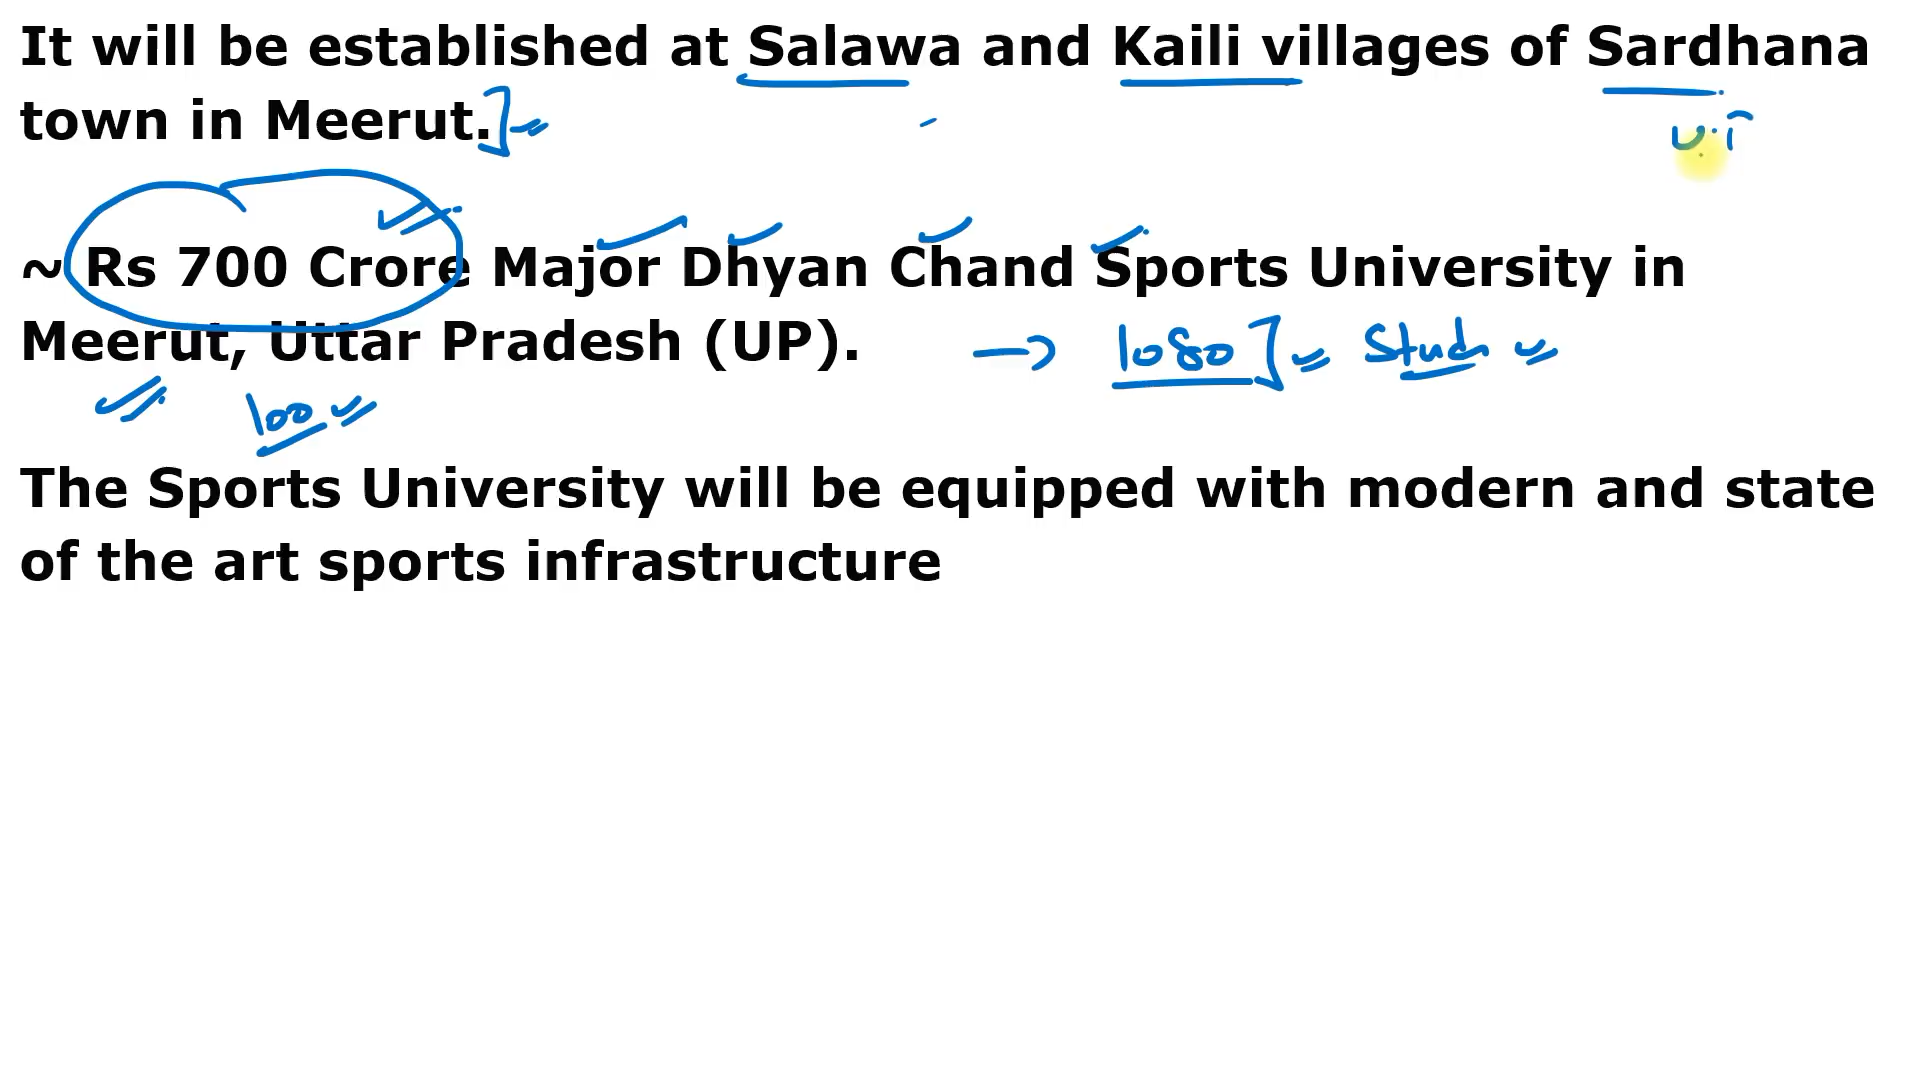 It will be established at Salawa and Kaili villages of Sardhana
town in Meerut.
~ Rs 700 Crore Major Dhyan Chand Sports University in
Meerut, Uttar Pradesh (UP). → 1080
100
The Sports University will be equipped with modern and state
of the art sports infrastructure